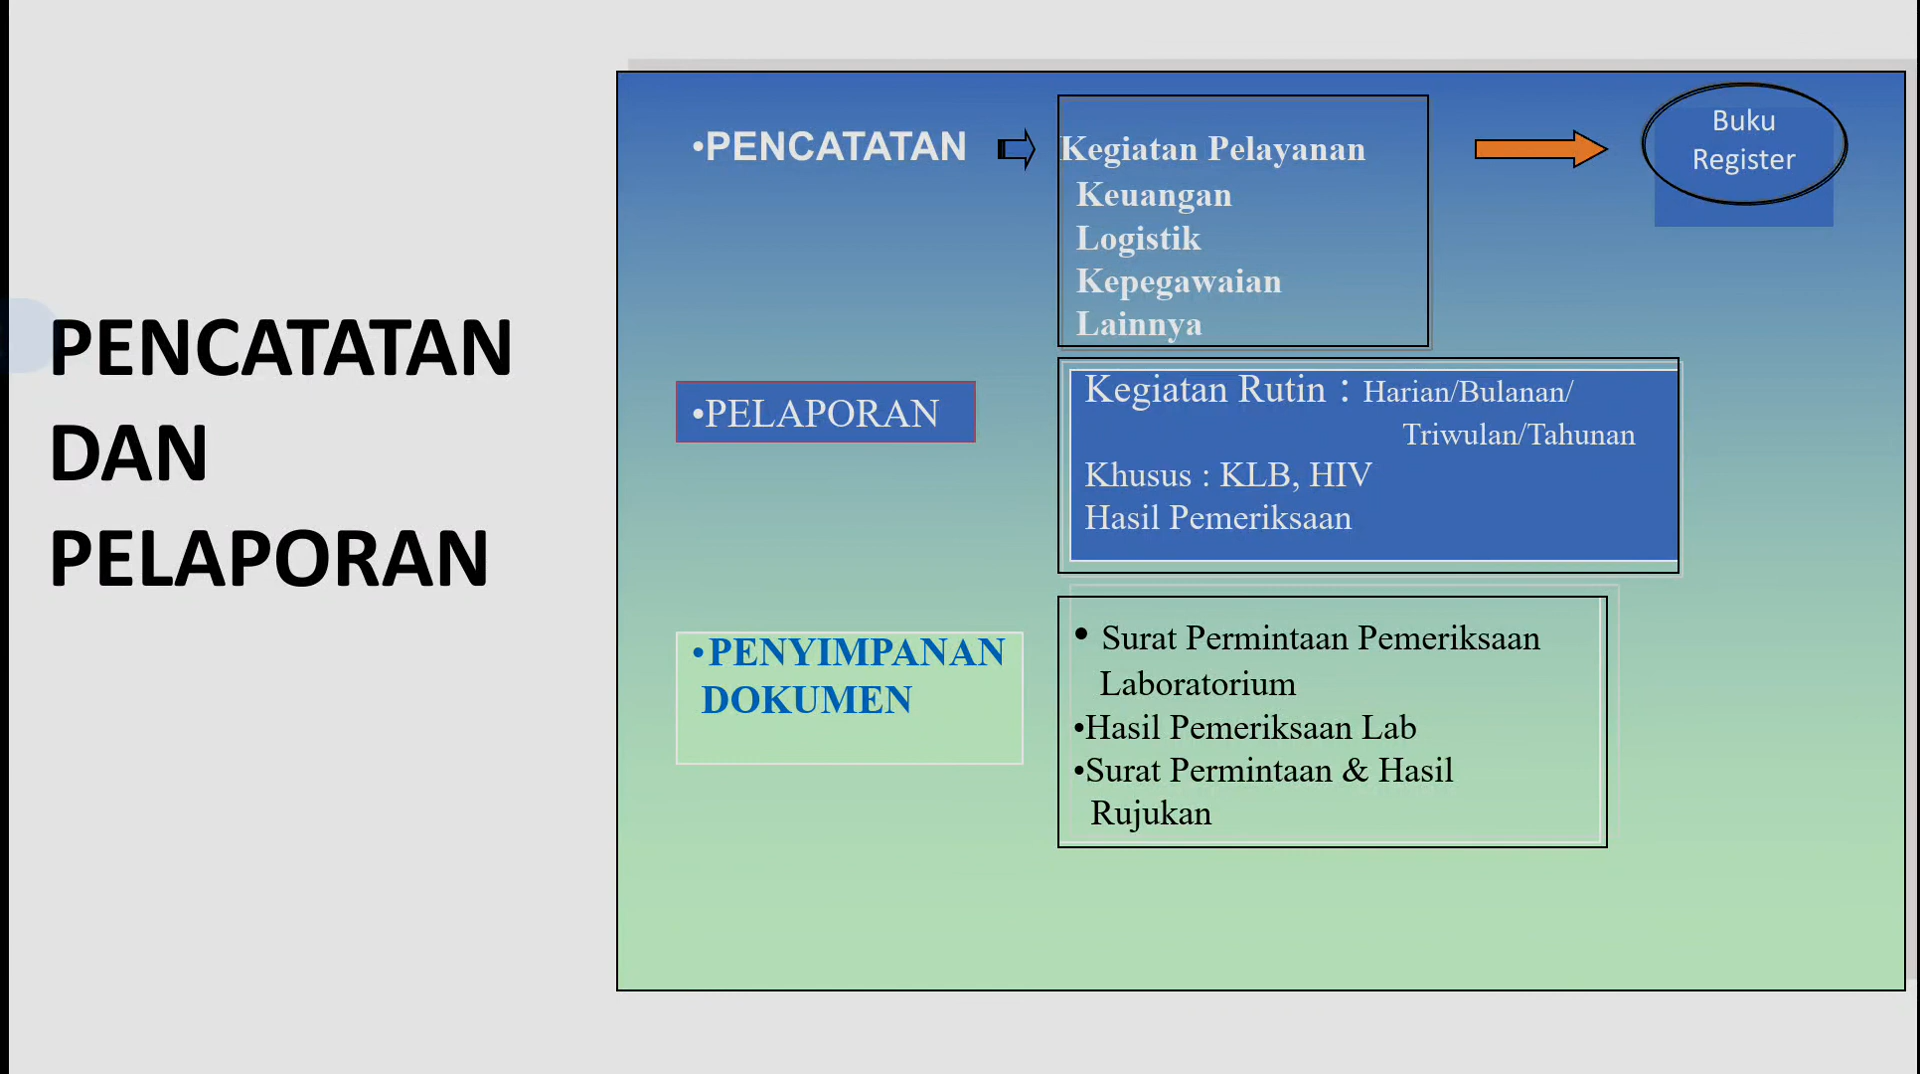 PENCATATAN
DAN
PELAPORAN
•PENCATATAN
Kegiatan Pelayanan
Keuangan
Logistik
Kepegawaian
Lainnya
Buku
Register
•PELAPORAN
Kegiatan Rutin : Harian/Bulanan/
Triwulan/Tahunan
Khusus : KLB, HIV
Hasil Pemeriksaan
•PENYIMPANAN
DOKUMEN
• Surat Permintaan Pemeriksaan
Laboratorium
•Hasil Pemeriksaan Lab
•Surat Permintaan & Hasil
Rujukan